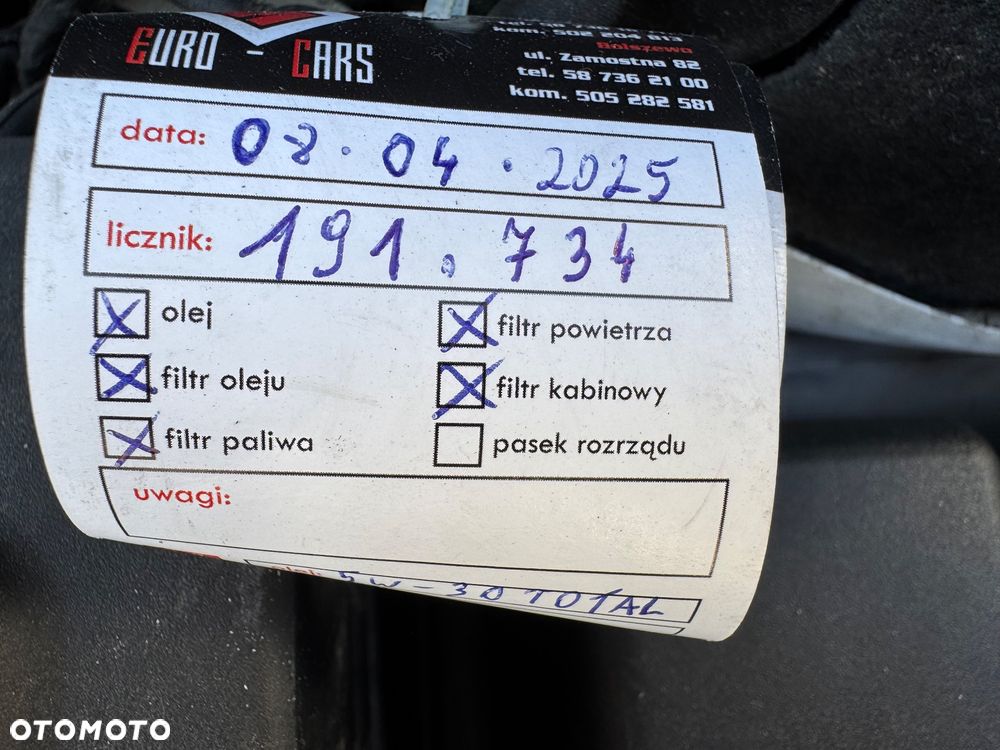 EURO - CARS
kom. 502 204 813
Bolszewo
ul. Zamostna 82
tel. 58 736 21 00
kom. 505 282 581
data: 08.04.2025
licznik: 191.734
olej
filtr powietrza
filtr oleju
filtr kabinowy
filtr paliwa
pasek rozrządu
uwagi:
5W-30 TOTAL
OTOMOTO